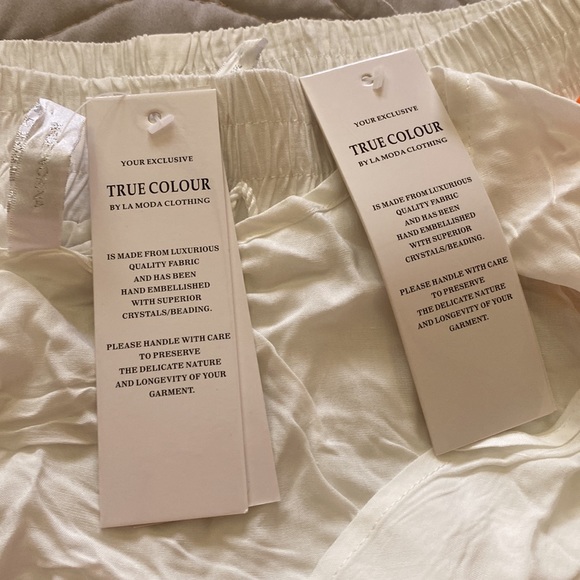 YOUR EXCLUSIVE
TRUE COLOUR
BY LA MODA CLOTHING
IS MADE FROM LUXURIOUS
QUALITY FABRIC
AND HAS BEEN
HAND EMBELLISHED
WITH SUPERIOR
CRYSTALS/BEADING.
PLEASE HANDLE WITH CARE
TO PRESERVE
THE DELICATE NATURE
AND LONGEVITY OF YOUR
GARMENT.
YOUR EXCLUSIVE
TRUE COLOUR
BY LA MODA CLOTHING
IS MADE FROM LUXURIOUS
QUALITY FABRIC
AND HAS BEEN
HAND EMBELLISHED
WITH SUPERIOR
CRYSTALS/BEADING.
PLEASE HANDLE WITH CARE
TO PRESERVE
THE DELICATE NATURE
AND LONGEVITY OF YOUR
GARMENT.